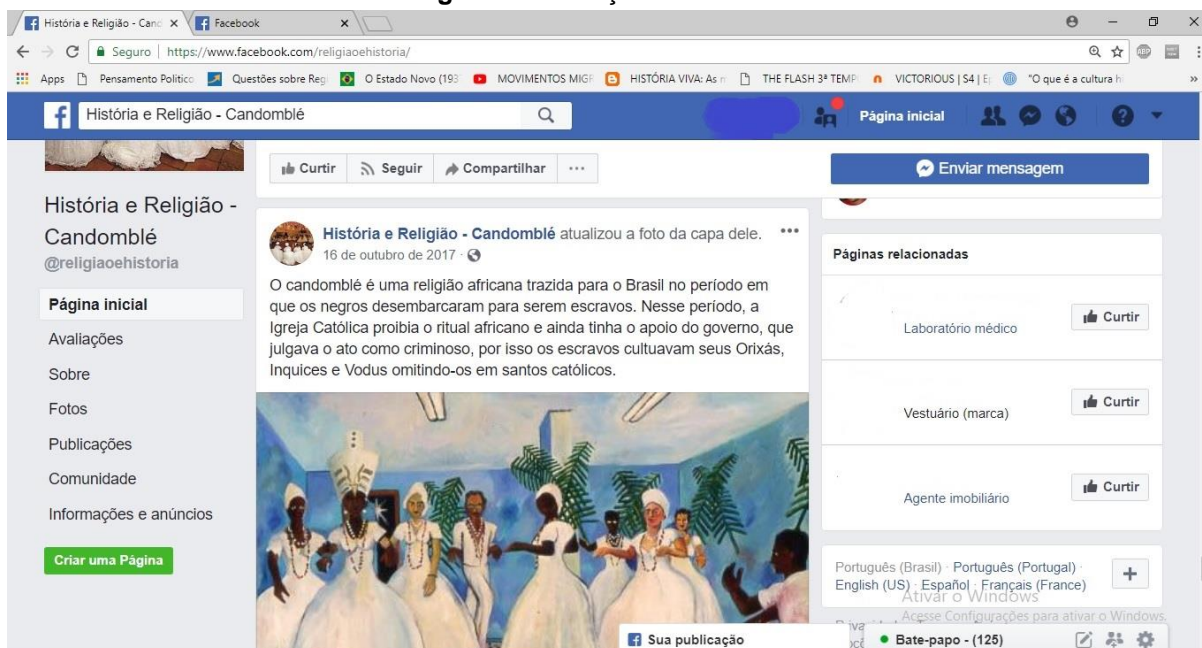 História e Religião - Cand
Facebook
Seguro | https://www.facebook.com/religiaoehistoria/
Apps Pensamento Politico Questões sobre Reg O Estado Novo (193 MOVIMENTOS MIGR HISTÓRIA VIVA: As THE FLASH 3ª TEMP VICTORIOUS | S4 | E "O que é a cultura hi »
História e Religião - Candomblé
Página inicial
Curtir Seguir Compartilhar ...
Enviar mensagem
História e Religião -
Candomblé
@religiaoehistoria
Página inicial
Avaliações
Sobre
Fotos
Publicações
Comunidade
Informações e anúncios
Criar uma Página
História e Religião - Candomblé atualizou a foto da capa dele.
16 de outubro de 2017 ·
O candomblé é uma religião africana trazida para o Brasil no período em
que os negros desembarcaram para serem escravos. Nesse período, a
Igreja Católica proibia o ritual africano e ainda tinha o apoio do governo, que
julgava o ato como criminoso, por isso os escravos cultuavam seus Orixás,
Inquices e Vodus omitindo-os em santos católicos.
Páginas relacionadas
Laboratório médico
Curtir
Vestuário (marca)
Curtir
Agente imobiliário
Curtir
Português (Brasil) · Português (Portugal) ·
English (US) · Español · Français (France)
Ativar o Windows
Acesse Configurações para ativar o Windows.
Sua publicação
Bate-papo - (125)